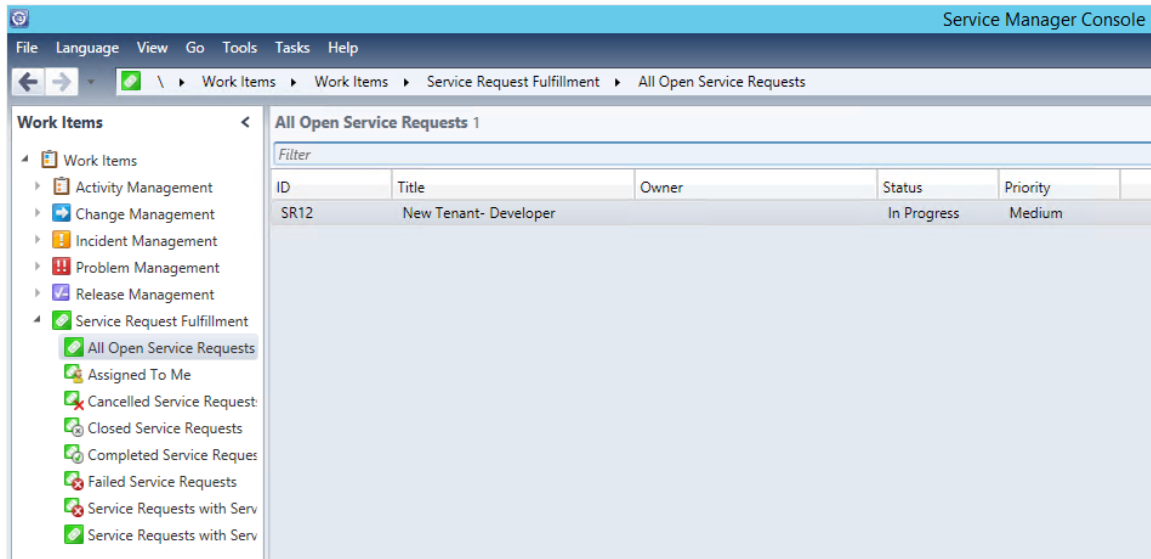 Service Manager Console
File Language View Go Tools Tasks Help
\ Work Items Work Items Service Request Fulfillment All Open Service Requests
Work Items <
All Open Service Requests 1
Filter
ID Title Owner Status Priority
SR12 New Tenant- Developer In Progress Medium
Work Items
Activity Management
Change Management
Incident Management
Problem Management
Release Management
Service Request Fulfillment
All Open Service Requests
Assigned To Me
Cancelled Service Request
Closed Service Requests
Completed Service Reques
Failed Service Requests
Service Requests with Serv
Service Requests with Serv